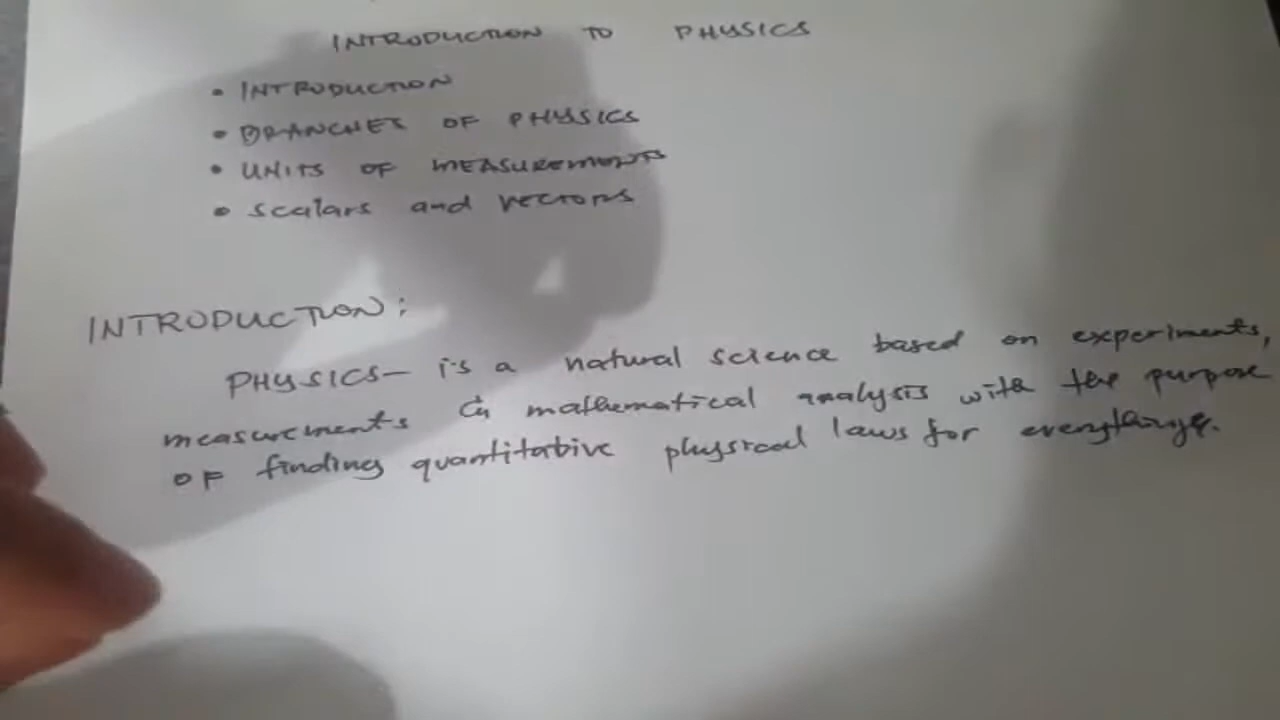 INTRODUCTION TO PHYSICS
• INTRODUCTION
• BRANCHES OF PHYSICS
• UNITS OF MEASUREMENTS
• scalars and vectors
INTRODUCTION:
PHYSICS- is a natural science based on experiments,
measurements & mathematical analysis with the purpose
OF finding quantitative physical laws for everything.